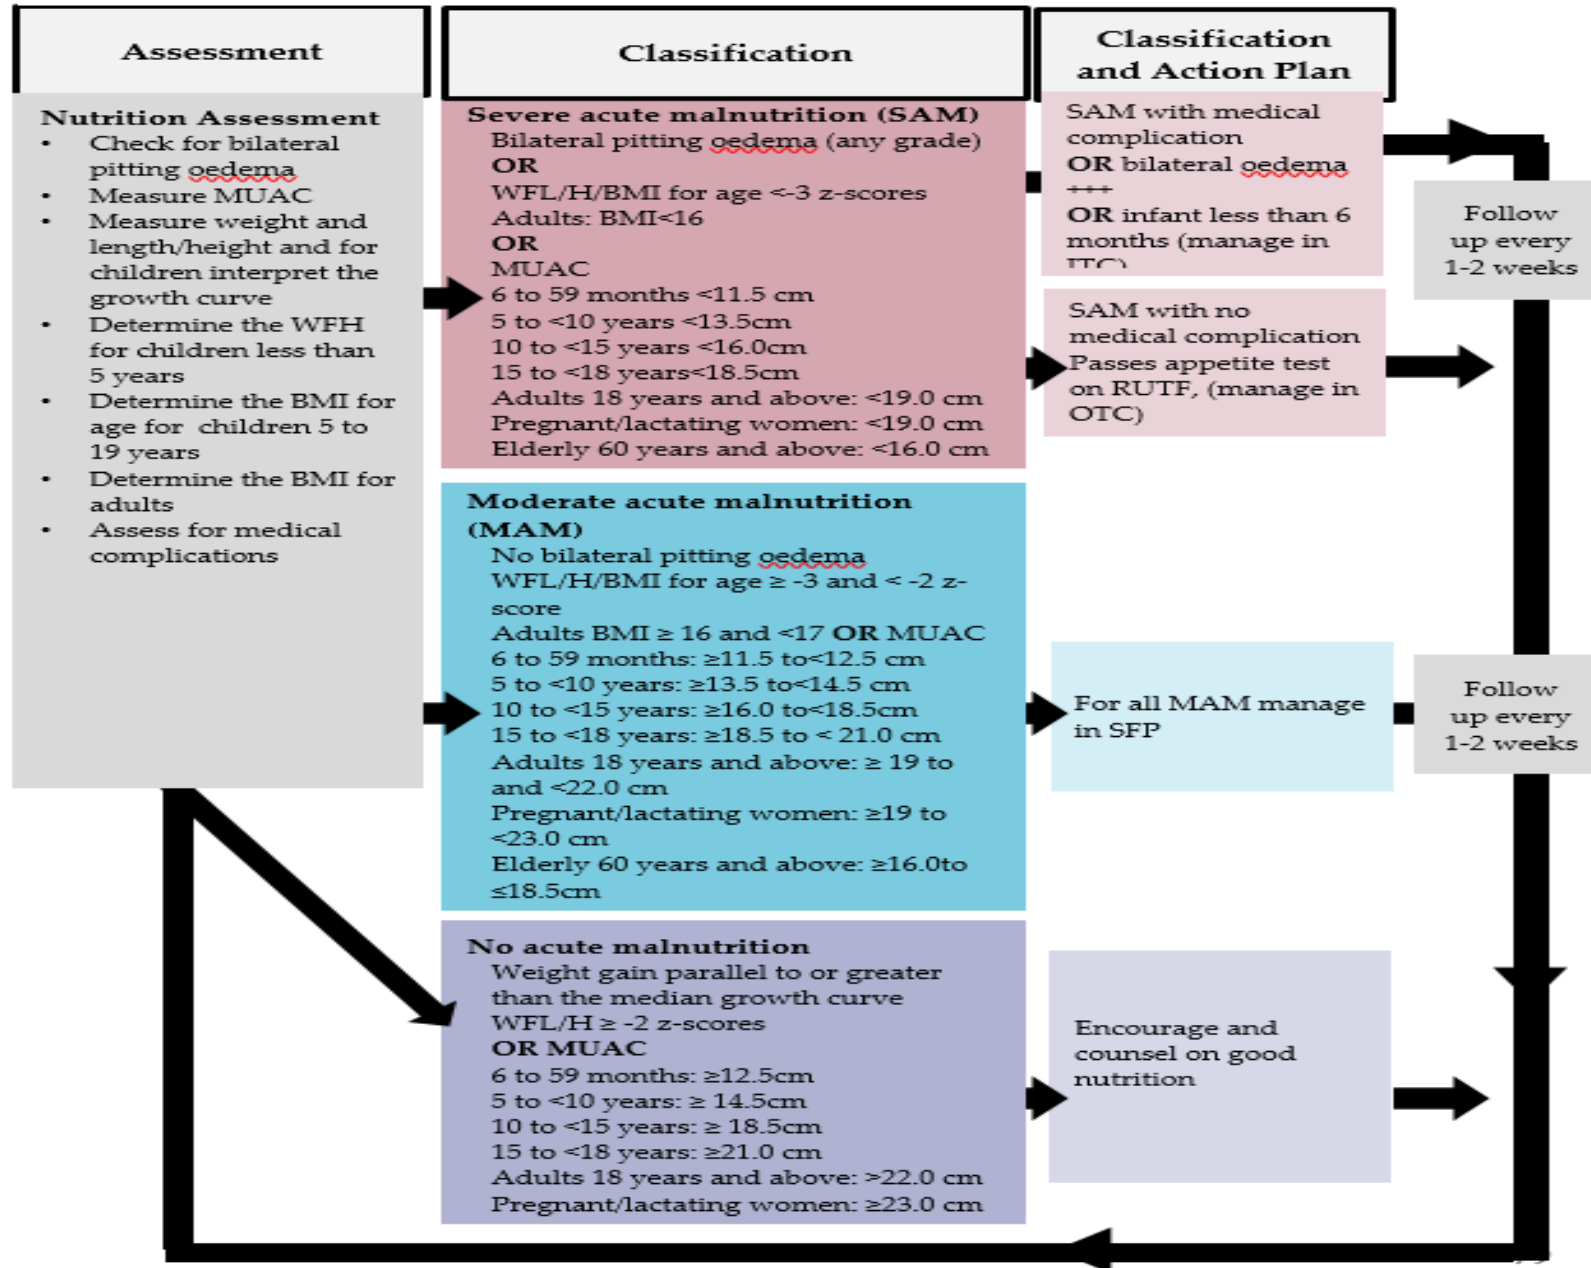 Assessment
Nutrition Assessment
• Check for bilateral
pitting oedema
• Measure MUAC
• Measure weight and
length/height and for
children interpret the
growth curve
• Determine the WFH
for children less than
5 years
• Determine the BMI for
age for children 5 to
19 years
• Determine the BMI for
adults
• Assess for medical
complications
Classification
Severe acute malnutrition (SAM)
Bilateral pitting oedema (any grade)
OR
WFL/H/BMI for age <-3 z-scores
Adults: BMI<16
OR
MUAC
6 to 59 months <11.5 cm
5 to <10 years <13.5cm
10 to <15 years <16.0cm
15 to <18 years<18.5cm
Adults 18 years and above: <19.0 cm
Pregnant/lactating women: <19.0 cm
Elderly 60 years and above: <16.0 cm
Moderate acute malnutrition
(MAM)
No bilateral pitting oedema
WFL/H/BMI for age ≥ -3 and < -2 z-
score
Adults BMI ≥ 16 and <17 OR MUAC
6 to 59 months: ≥11.5 to<12.5 cm
5 to <10 years: ≥13.5 to<14.5 cm
10 to <15 years: ≥16.0 to<18.5cm
15 to <18 years: ≥18.5 to < 21.0 cm
Adults 18 years and above: ≥ 19 to
and <22.0 cm
Pregnant/lactating women: ≥19 to
<23.0 cm
Elderly 60 years and above: ≥16.0to
≤18.5cm
No acute malnutrition
Weight gain parallel to or greater
than the median growth curve
WFL/H ≥ -2 z-scores
OR MUAC
6 to 59 months: ≥12.5cm
5 to <10 years: ≥ 14.5cm
10 to <15 years: ≥ 18.5cm
15 to <18 years: ≥21.0 cm
Adults 18 years and above: >22.0 cm
Pregnant/lactating women: ≥23.0 cm
Classification
and Action Plan
SAM with medical
complication
OR bilateral oedema
+++
OR infant less than 6
months (manage in
ITC)
SAM with no
medical complication
Passes appetite test
on RUTF, (manage in
OTC)
For all MAM manage
in SFP
Encourage and
counsel on good
nutrition
Follow
up every
1-2 weeks
Follow
up every
1-2 weeks